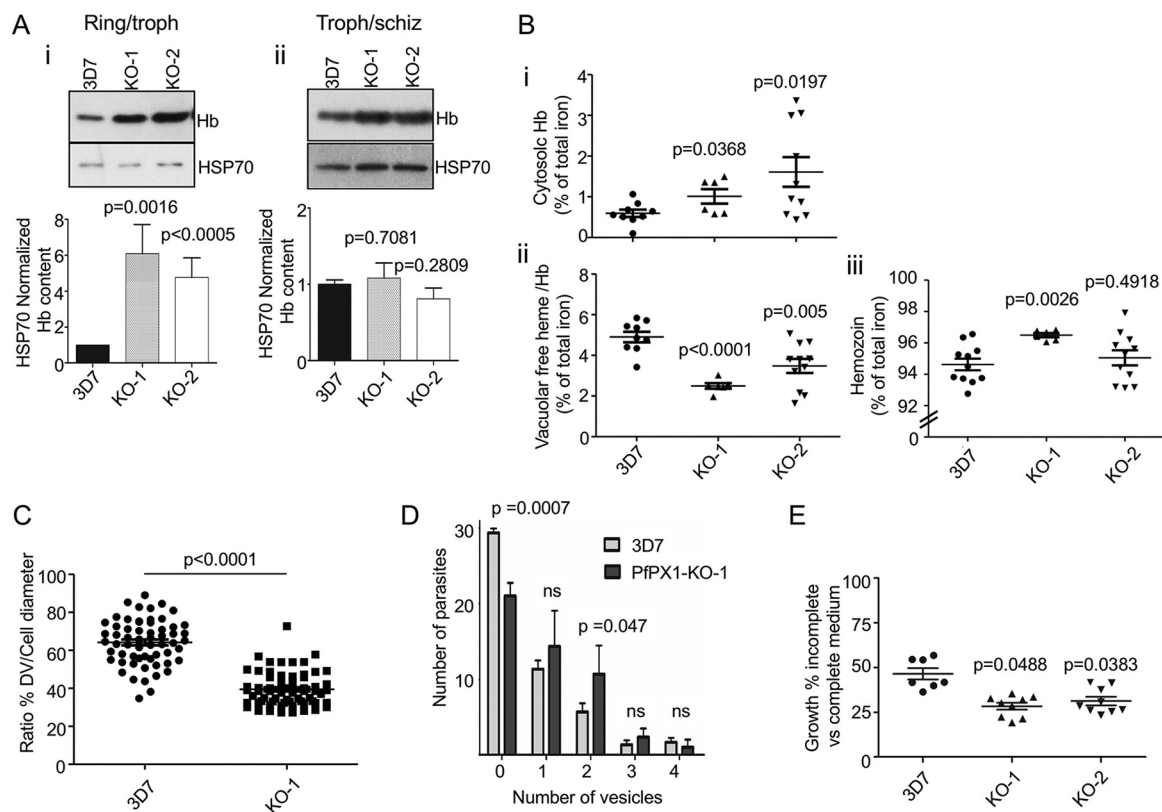 A
Ring/troph
Troph/schiz
i
3D7
KO-1
KO-2
Hb
HSP70
p=0.0016
p<0.0005
HSP70 Normalized
Hb content
8
6
4
2
0
3D7
KO-1
KO-2
ii
3D7
KO-1
KO-2
Hb
HSP70
p=0.7081
p=0.2809
HSP70 Normalized
Hb content
2.0
1.5
1.0
0.5
0.0
3D7
KO-1
KO-2
B
i
p=0.0197
p=0.0368
Cytosolc Hb
(% of total iron)
4
3
2
1
0
ii
p=0.005
p<0.0001
Vacuolar free heme /Hb
(% of total iron)
8
6
4
2
0
3D7
KO-1
KO-2
iii
p=0.4918
p=0.0026
Hemozoin
(% of total iron)
100
98
96
94
92
0
3D7
KO-1
KO-2
C
p<0.0001
Ratio % DV/Cell diameter
100
80
60
40
20
0
3D7
KO-1
D
p =0.0007
3D7
PfPX1-KO-1
ns
p =0.047
ns
ns
Number of parasites
30
20
10
0
1
2
3
4
Number of vesicles
E
p=0.0488
p=0.0383
Growth % incomplete
vs complete medium
100
75
50
25
0
3D7
KO-1
KO-2